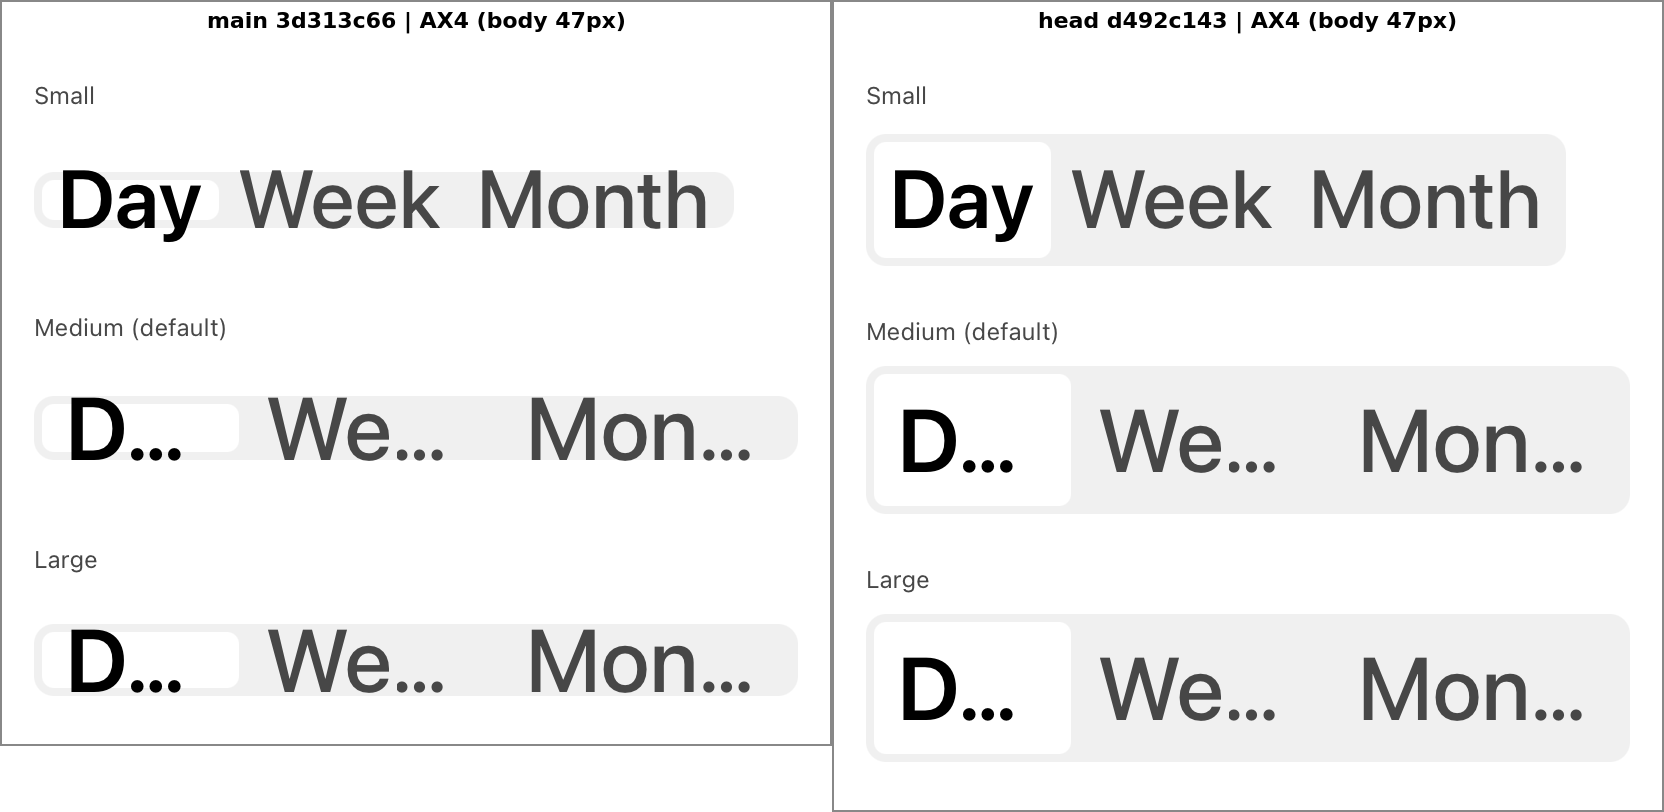 main 3d313c66 | AX4 (body 47px)
Small
Day Week Month
Medium (default)
D... We... Mon...
Large
D... We... Mon...
head d492c143 | AX4 (body 47px)
Small
Day Week Month
Medium (default)
D... We... Mon...
Large
D... We... Mon...